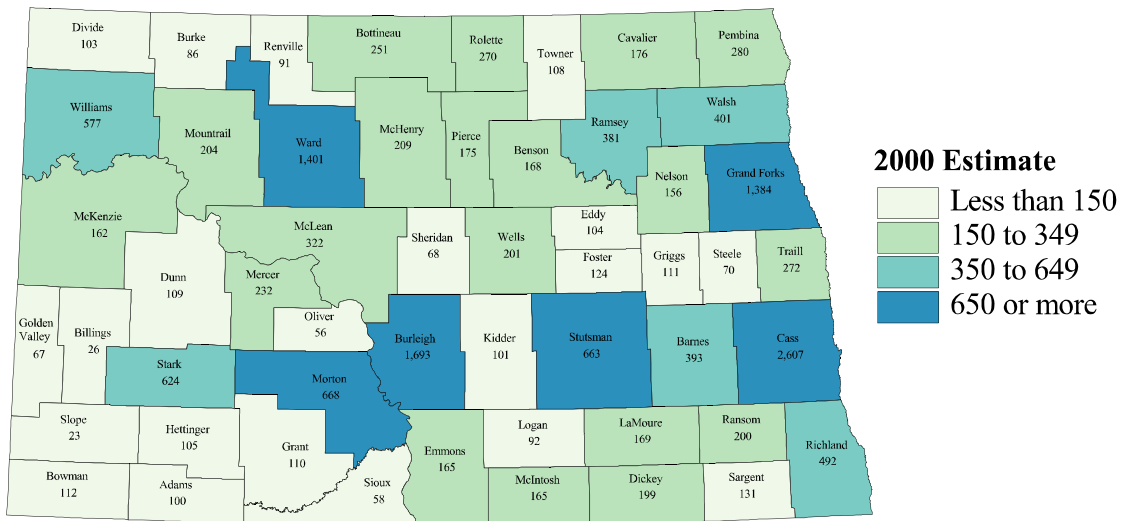 Divide
103
Burke
86
Renville
91
Bottineau
251
Rolette
270
Towner
108
Cavalier
176
Pembina
280
Williams
577
Mountrail
204
Ward
1,401
McHenry
209
Pierce
175
Benson
168
Ramsey
381
Walsh
401
Nelson
156
Grand Forks
1,384
McKenzie
162
McLean
322
Sheridan
68
Wells
201
Eddy
104
Foster
124
Griggs
111
Steele
70
Traill
272
Dunn
109
Mercer
232
Oliver
56
Golden
Valley
67
Billings
26
Stark
624
Morton
668
Burleigh
1,693
Kidder
101
Stutsman
663
Barnes
393
Cass
2,607
Slope
23
Hettinger
105
Grant
110
Emmons
165
Logan
92
LaMoure
169
Ransom
200
Richland
492
Bowman
112
Adams
100
Sioux
58
McIntosh
165
Dickey
199
Sargent
131
2000 Estimate
Less than 150
150 to 349
350 to 649
650 or more